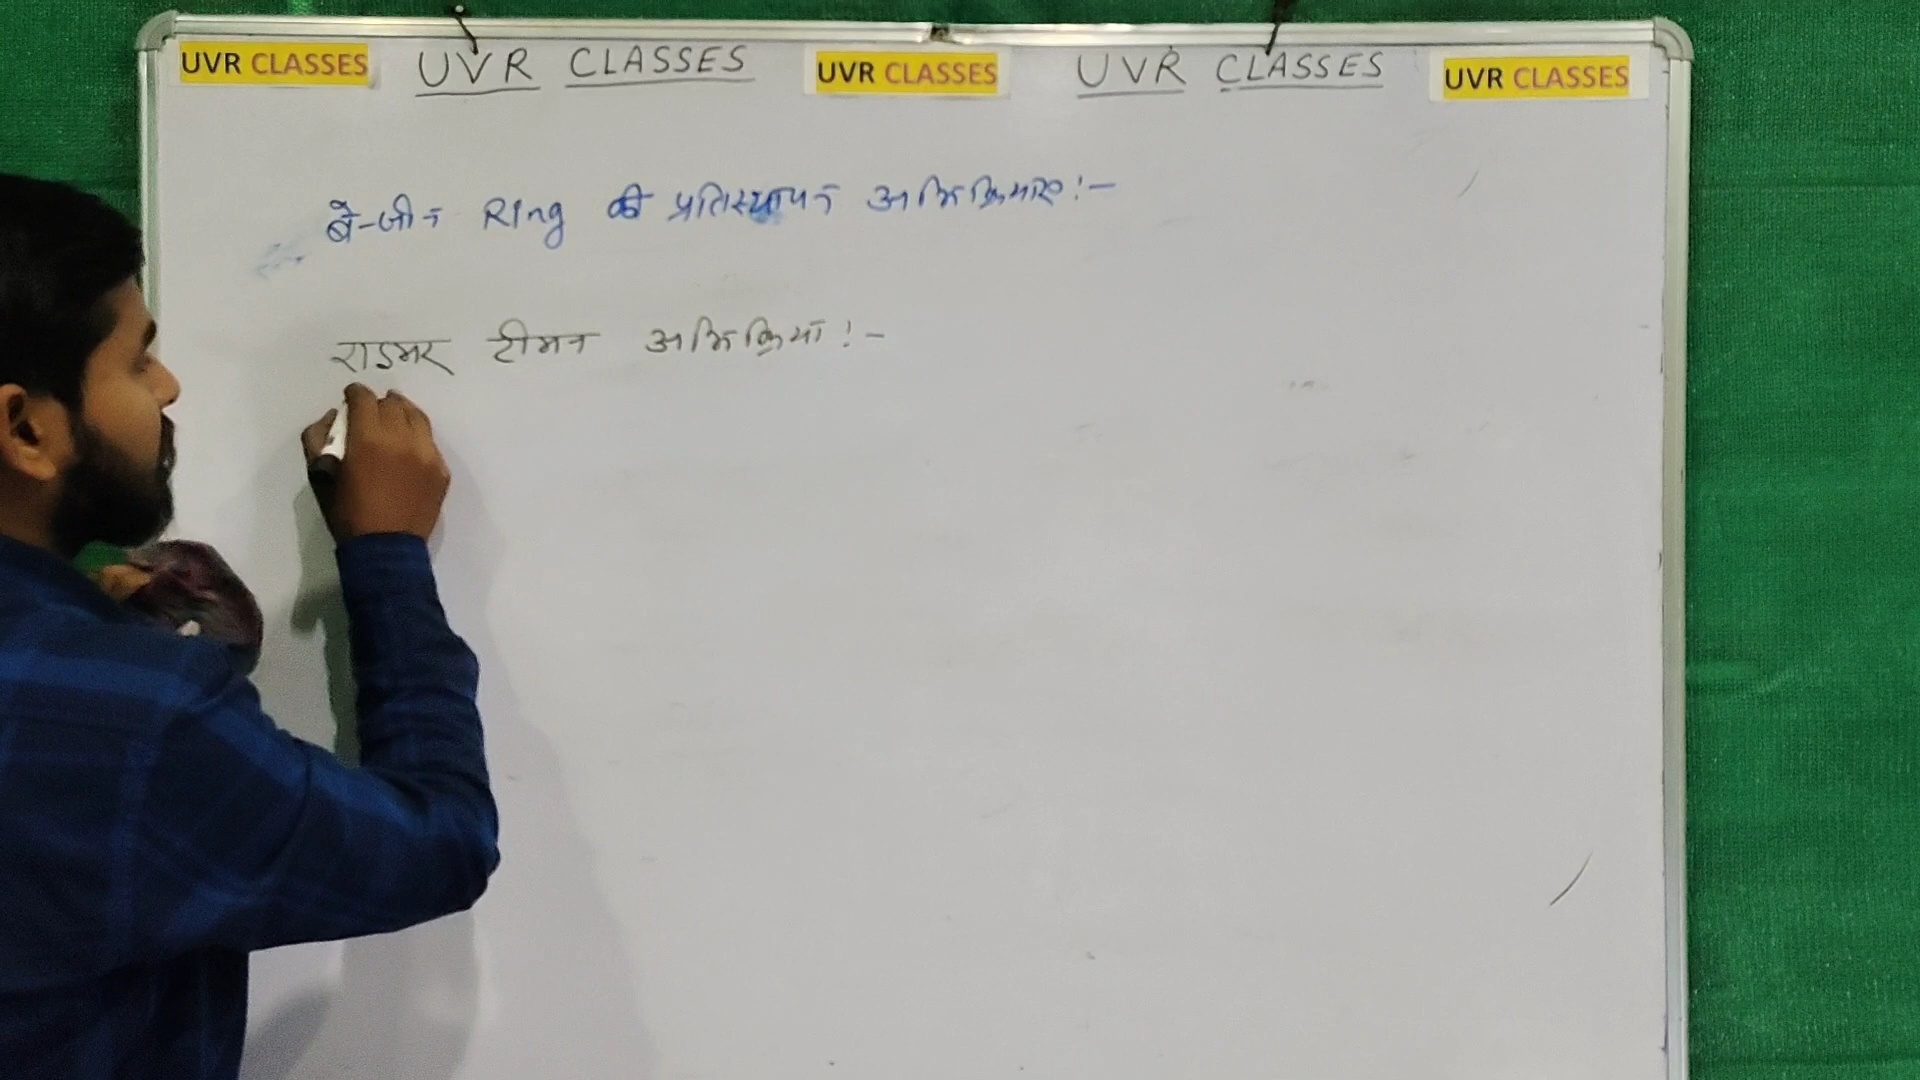 UVR CLASSES UVR CLASSES UVR CLASSES UVR CLASSES UVR CLASSES
बेन्जीन Ring की प्रतिस्थापन अभिक्रियाए :-
राइमर टीमन अभिक्रिया :-